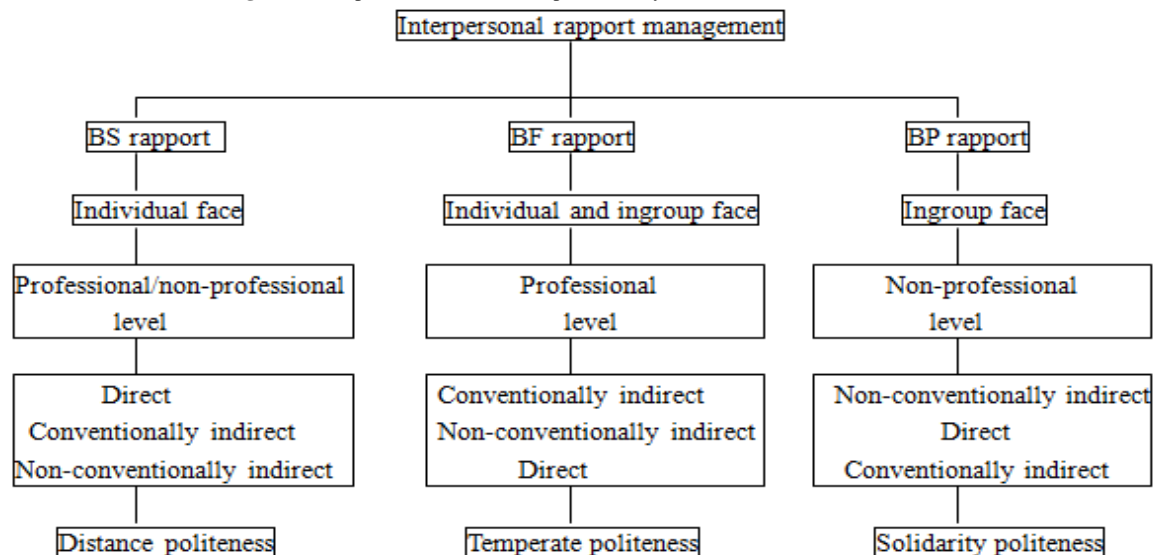 Interpersonal rapport management
BS rapport
BF rapport
BP rapport
Individual face
Individual and ingroup face
Ingroup face
Professional/non-professional
level
Professional
level
Non-professional
level
Direct
Conventionally indirect
Non-conventionally indirect
Conventionally indirect
Non-conventionally indirect
Direct
Non-conventionally indirect
Direct
Conventionally indirect
Distance politeness
Temperate politeness
Solidarity politeness